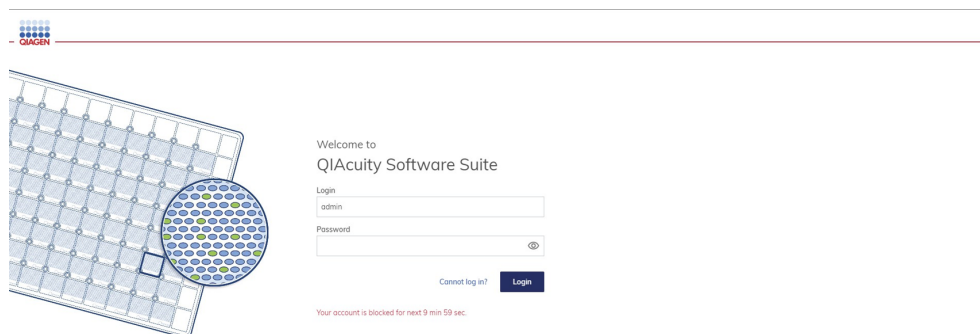 QIAGEN
Welcome to
QIAcuity Software Suite
Login
admin
Password
Cannot log in?
Login
Your account is blocked for next 9 min 59 sec.